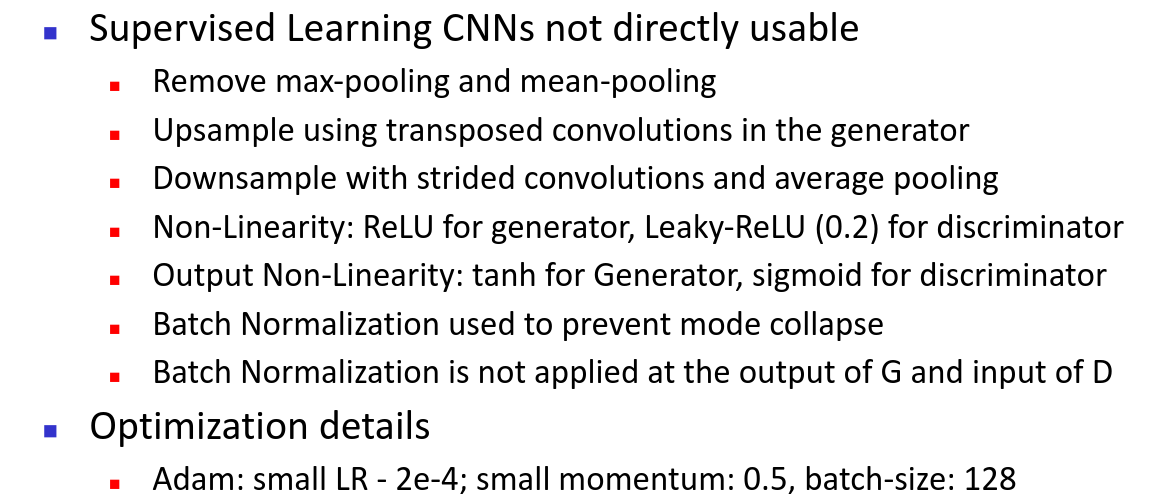 Supervised Learning CNNs not directly usable
Remove max-pooling and mean-pooling
Upsample using transposed convolutions in the generator
Downsample with strided convolutions and average pooling
Non-Linearity: ReLU for generator, Leaky-ReLU (0.2) for discriminator
Output Non-Linearity: tanh for Generator, sigmoid for discriminator
Batch Normalization used to prevent mode collapse
Batch Normalization is not applied at the output of G and input of D
Optimization details
Adam: small LR - 2e-4; small momentum: 0.5, batch-size: 128